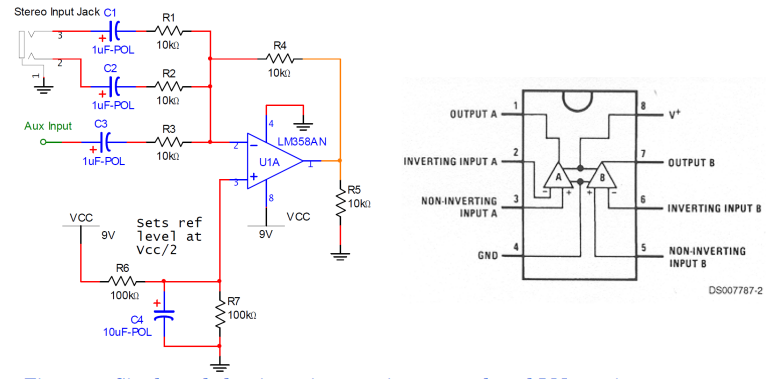 Stereo Input Jack
C1
R1
3
1uF-POL
10kΩ
R4
10kΩ
2
1
C2
R2
1uF-POL
10kΩ
Aux Input
C3
R3
1uF-POL
10kΩ
4
LM358AN
2
U1A
1
3
8
R5
10kΩ
VCC
9V
VCC
9V
Sets ref
level at
Vcc/2
R6
100kΩ
C4
10uF-POL
R7
100kΩ
OUTPUT A
1
8
V+
INVERTING INPUT A
2
7
OUTPUT B
A
B
NON-INVERTING
INPUT A
3
6
INVERTING INPUT B
GND
4
5
NON-INVERTING
INPUT B
DS007787-2